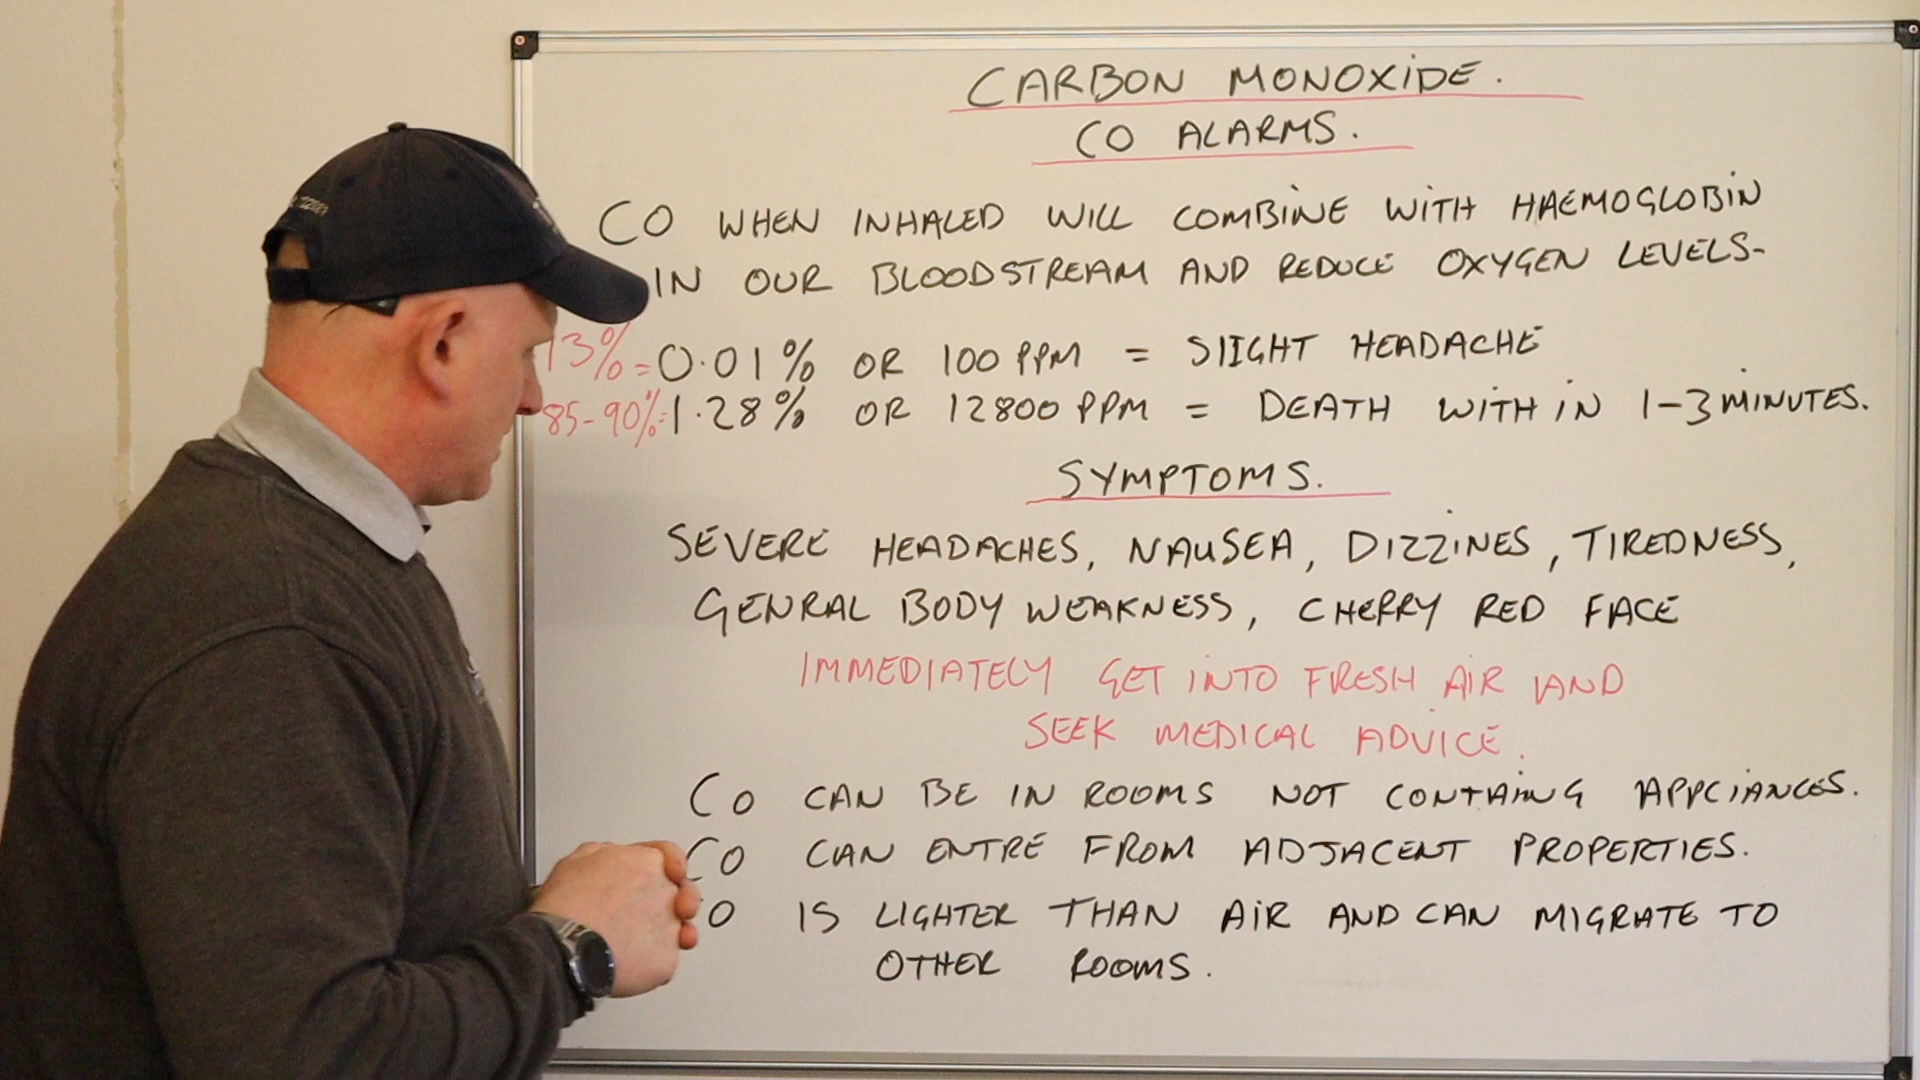 CARBON MONOXIDE.
CO ALARMS.
CO WHEN INHALED WILL COMBINE WITH HAEMOGLOBIN
IN OUR BLOODSTREAM AND REDUCE OXYGEN LEVELS-
13% = 0.01% OR 100 PPM = SLIGHT HEADACHE
85-90% = 1.28% OR 12800 PPM = DEATH WITHIN 1-3 MINUTES.
SYMPTOMS.
SEVERE HEADACHES, NAUSEA, DIZZINES, TIREDNESS,
GENRAL BODY WEAKNESS, CHERRY RED FACE
IMMEDIATELY GET INTO FRESH AIR AND
SEEK MEDICAL ADVICE.
CO CAN BE IN ROOMS NOT CONTAING APPLIANCES.
CO CAN ENTRE FROM ADJACENT PROPERTIES.
CO IS LIGHTER THAN AIR AND CAN MIGRATE TO
OTHER ROOMS.